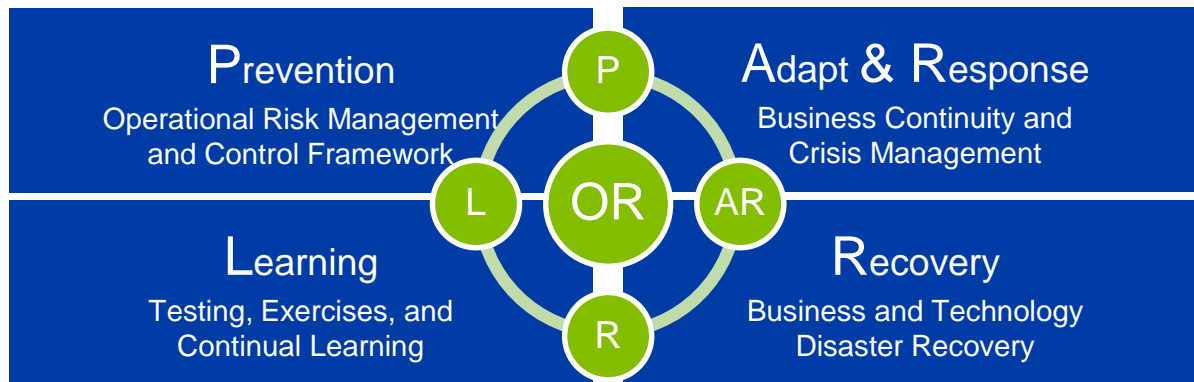 Prevention
Operational Risk Management
and Control Framework
Adapt & Response
Business Continuity and
Crisis Management
P
L
OR
AR
R
Learning
Testing, Exercises, and
Continual Learning
Recovery
Business and Technology
Disaster Recovery